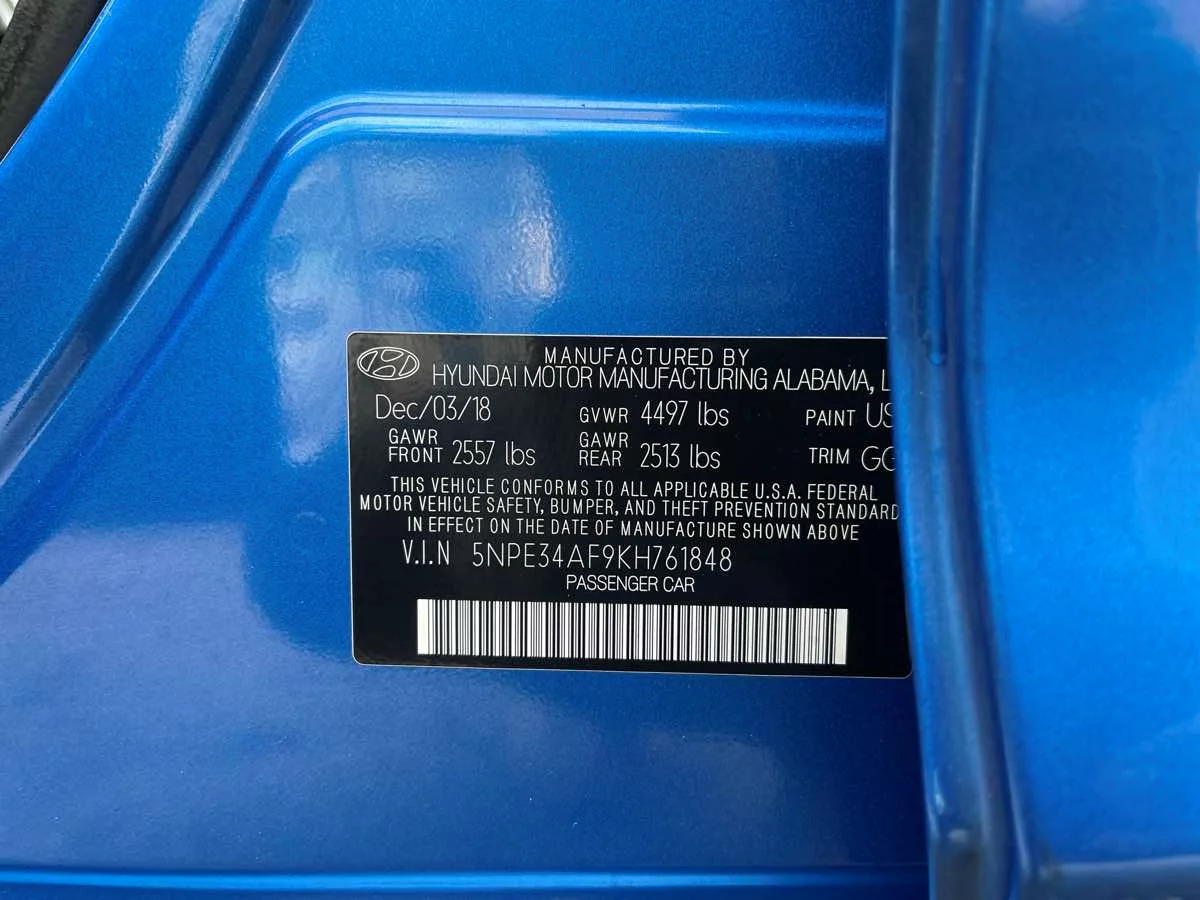 MANUFACTURED BY
HYUNDAI MOTOR MANUFACTURING ALABAMA,
Dec/03/18 GVWR 4497 lbs PAINT US
GAWR FRONT 2557 lbs GAWR REAR 2513 lbs TRIM
THIS VEHICLE CONFORMS TO ALL APPLICABLE U.S.A. FEDERAL
MOTOR VEHICLE SAFETY, BUMPER, AND THEFT PREVENTION STANDARD
IN EFFECT ON THE DATE OF MANUFACTURE SHOWN ABOVE
V.I.N 5NPE34AF9KH761848
PASSENGER CAR